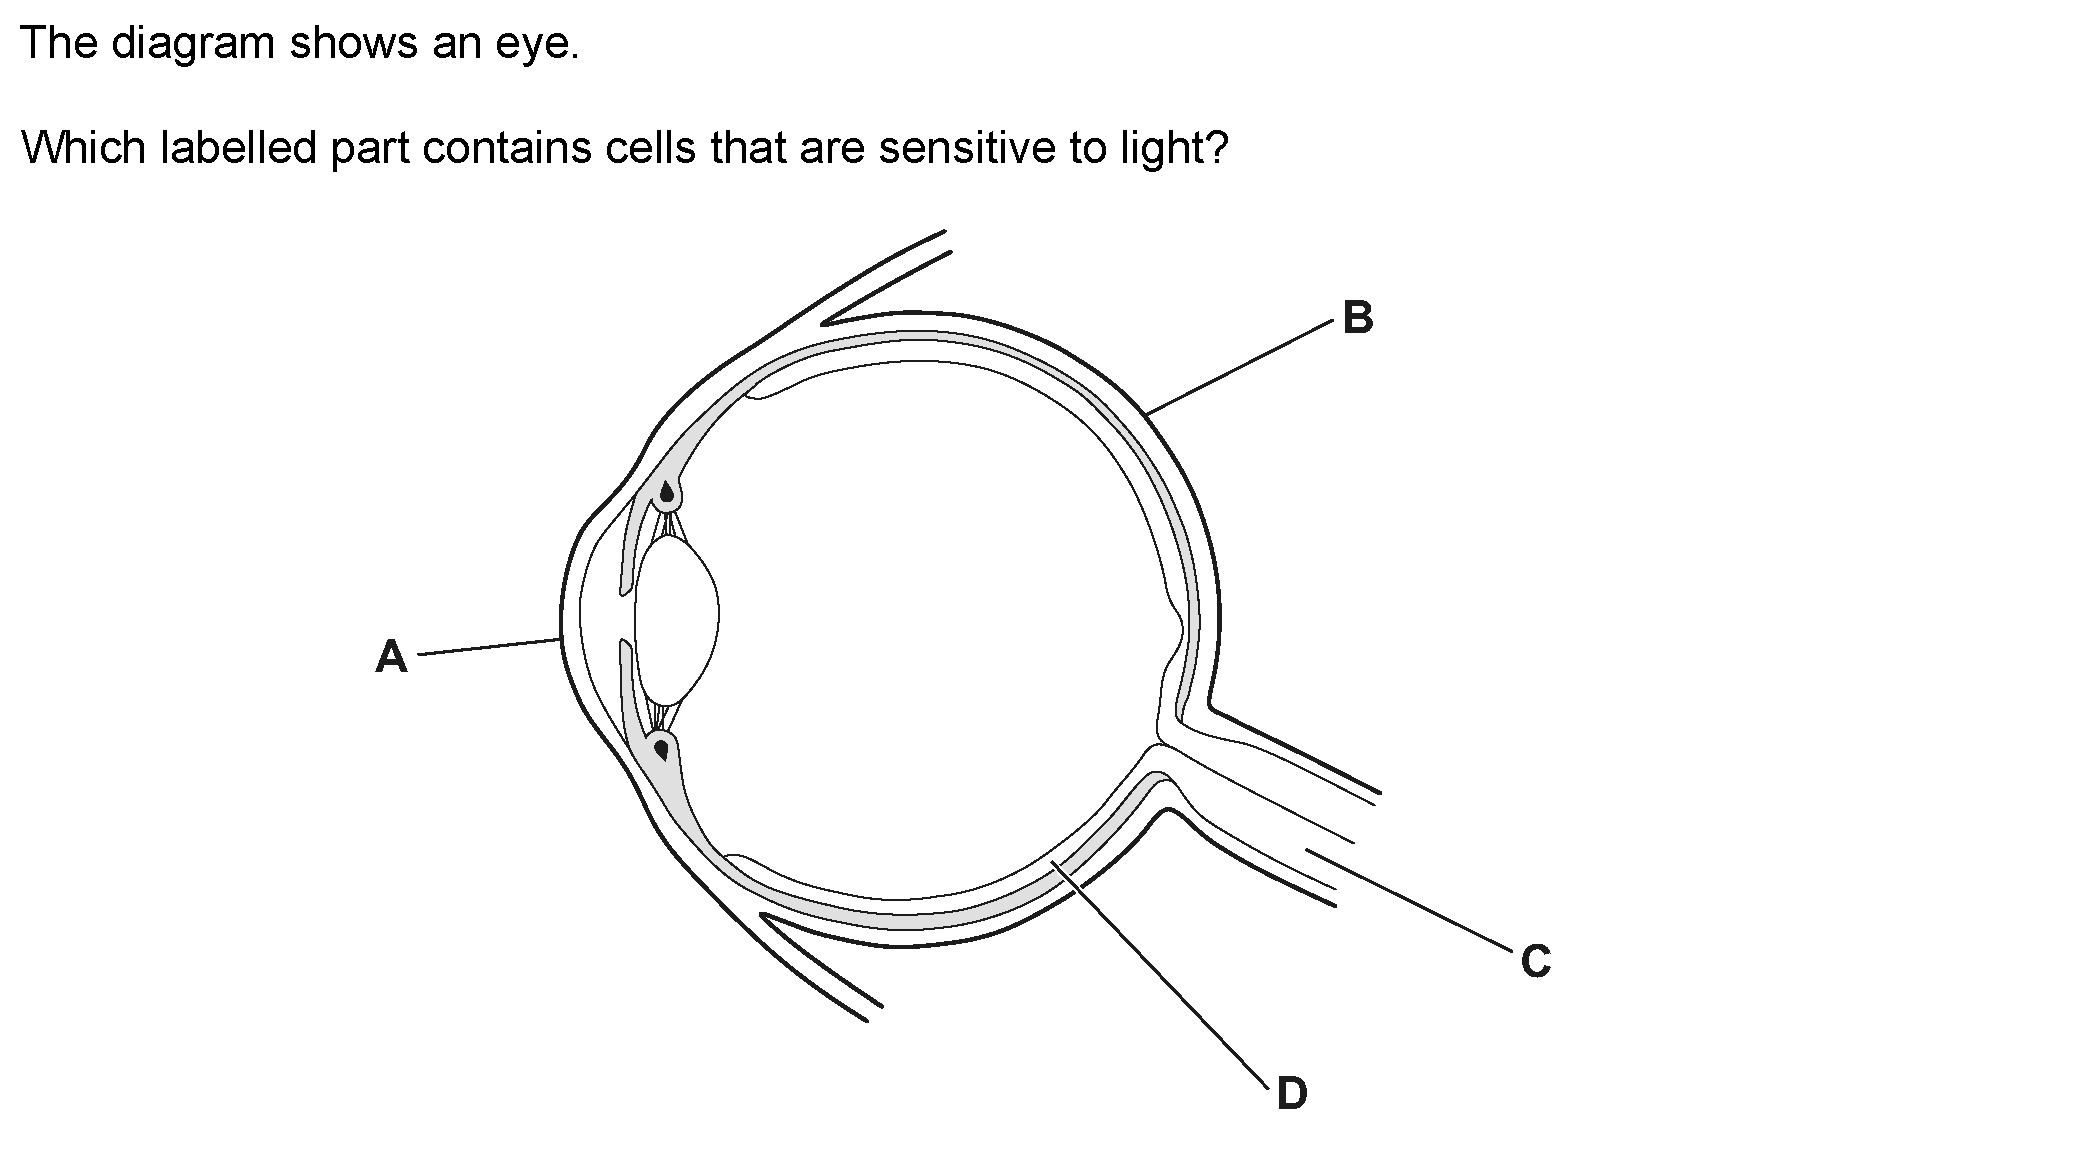 The diagram shows an eye.
Which labelled part contains cells that are sensitive to light?
B
A
C
D